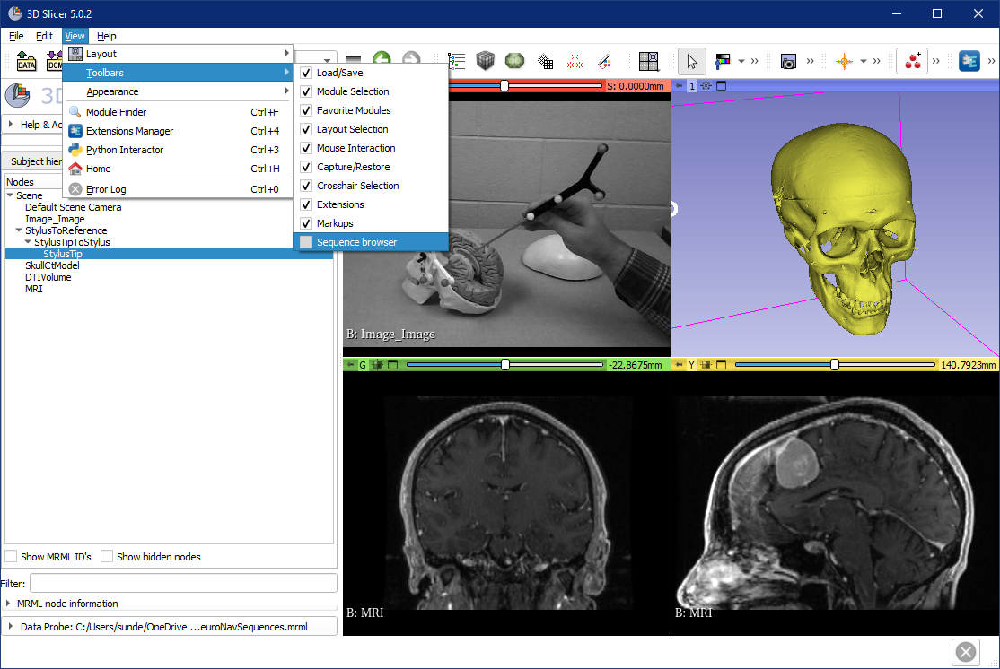 3D Slicer 5.0.2
File Edit View Help
Layout
Toolbars
Appearance
Module Finder Ctrl+F
Extensions Manager Ctrl+4
Python Interactor Ctrl+3
Home Ctrl+H
Error Log Ctrl+0
Load/Save
Module Selection
Favorite Modules
Layout Selection
Mouse Interaction
Capture/Restore
Crosshair Selection
Extensions
Markups
Sequence browser
DATA
DCM
3D
Help & Ac
Subject hier
Nodes
Scene
Default Scene Camera
Image_Image
StylusToReference
StylusTipToStylus
StylusTip
SkullCtModel
DTIVolume
MRI
Show MRML ID's Show hidden nodes
Filter:
MRML node information
Data Probe: C:/Users/sunde/OneDrive ...euroNavSequences.mrml
S: 0.0000mm
B: Image_Image
1
G -22.8675mm
B: MRI
Y 140.7923mm
B: MRI